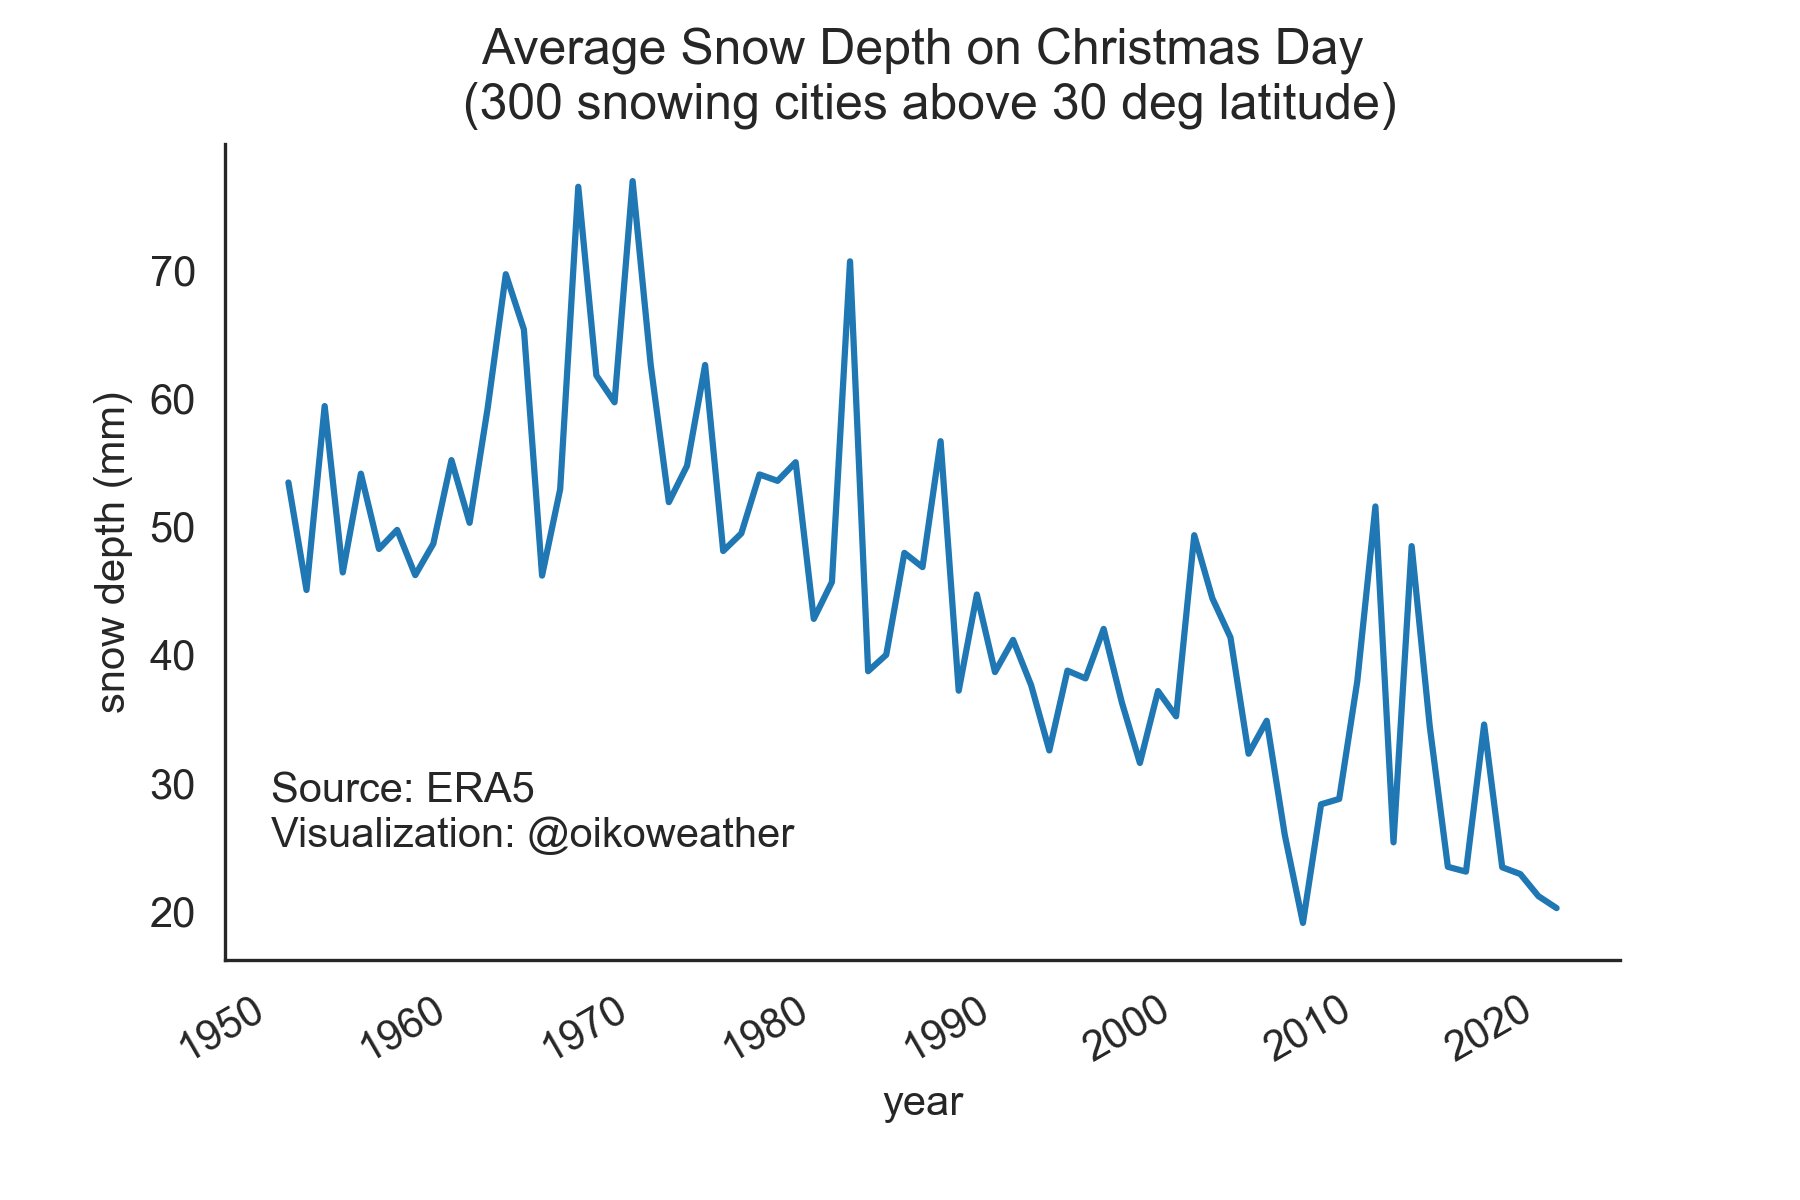 Average Snow Depth on Christmas Day
(300 snowing cities above 30 deg latitude)
70
60
50
40
30
20
snow depth (mm)
Source: ERA5
Visualization: @oikoweather
1950 1960 1970 1980 1990 2000 2010 2020
year